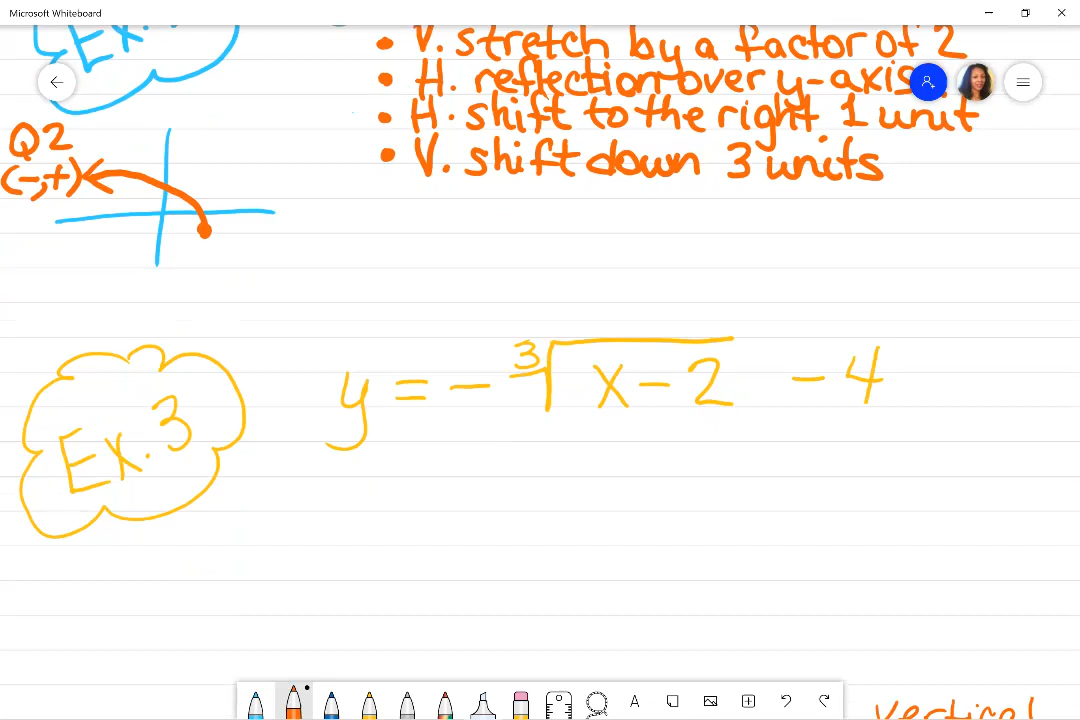 Microsoft Whiteboard
Ex.
• V. stretch by a factor of 2
• H. reflection over y-axis
• H. shift to the right 1 unit
• V. shift down 3 units
Q2
(-,+)
Ex. 3
y = - ∛(x - 2) - 4
A
vertical